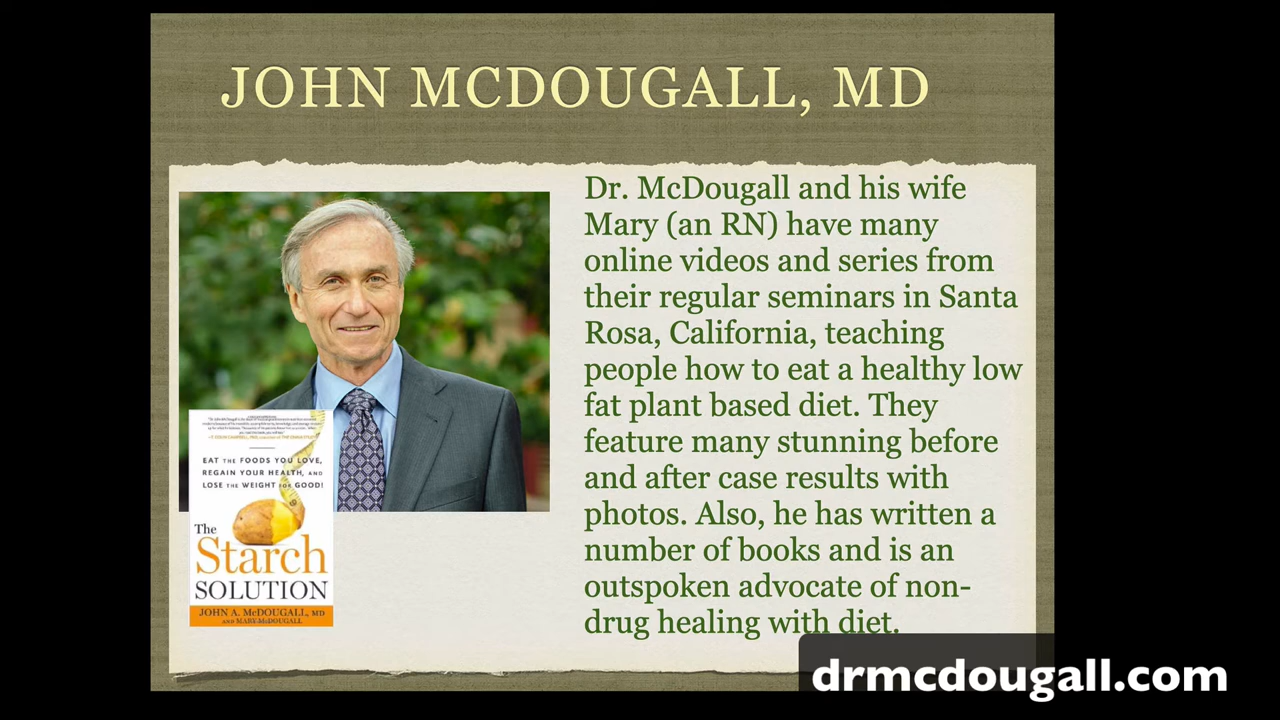 JOHN MCDOUGALL, MD
Dr. McDougall and his wife
Mary (an RN) have many
online videos and series from
their regular seminars in Santa
Rosa, California, teaching
people how to eat a healthy low
fat plant based diet. They
feature many stunning before
and after case results with
photos. Also, he has written a
number of books and is an
outspoken advocate of non-
drug healing with diet.
EAT THE FOODS YOU LOVE,
REGAIN YOUR HEALTH, AND
LOSE THE WEIGHT FOR GOOD!
The
Starch
SOLUTION
JOHN A. McDOUGALL, MD
AND MARY McDOUGALL
drmcdougall.com